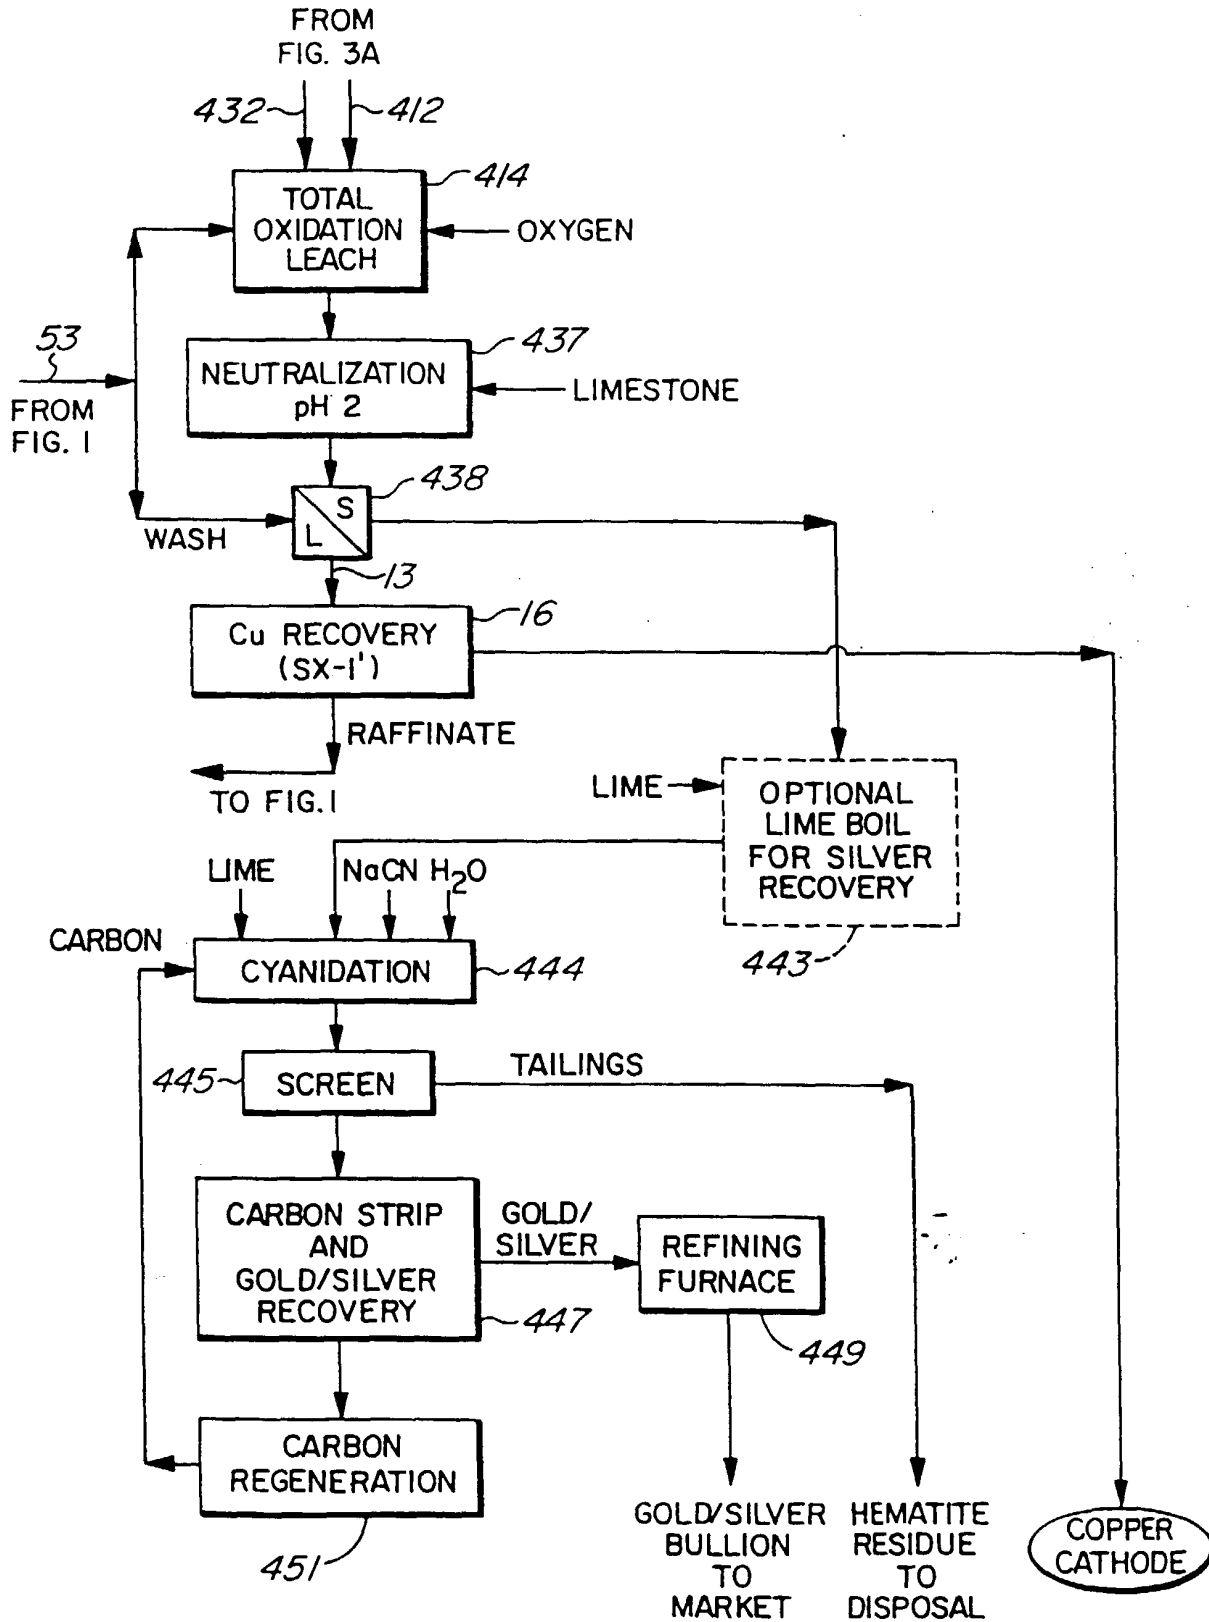 FROM
FIG. 3A
432
412
414
TOTAL
OXIDATION
LEACH
OXYGEN
53
FROM
FIG. 1
437
NEUTRALIZATION
pH 2
LIMESTONE
438
S
L
WASH
13
16
Cu RECOVERY
(SX-1')
RAFFINATE
TO FIG.1
LIME
OPTIONAL
LIME BOIL
FOR SILVER
RECOVERY
443
LIME
NaCN H2O
CARBON
CYANIDATION
444
445
SCREEN
TAILINGS
CARBON STRIP
AND
GOLD/SILVER
RECOVERY
447
GOLD/
SILVER
REFINING
FURNACE
449
CARBON
REGENERATION
451
GOLD/SILVER
BULLION
TO
MARKET
HEMATITE
RESIDUE
TO
DISPOSAL
COPPER
CATHODE